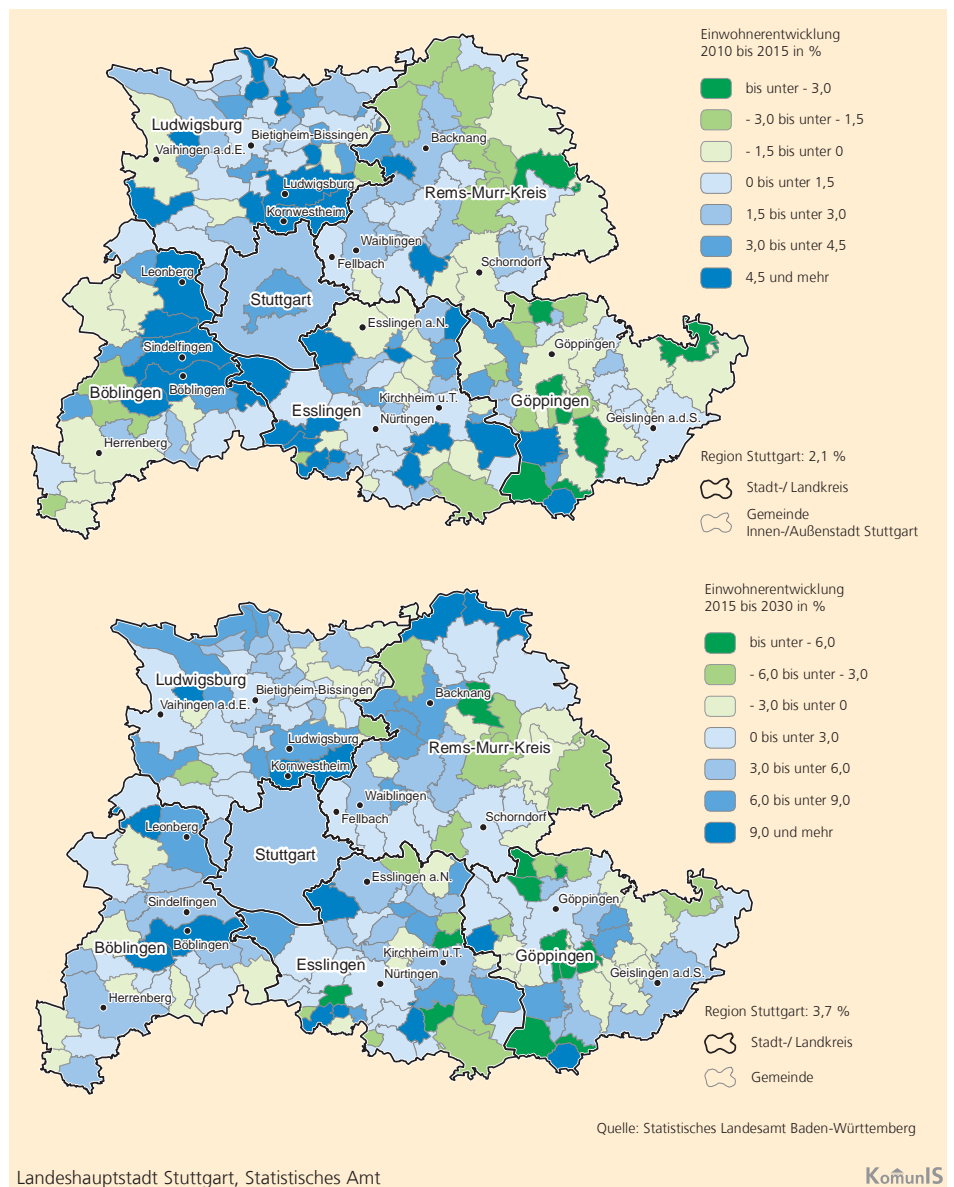 Einwohnerentwicklung
2010 bis 2015 in %
bis unter - 3,0
- 3,0 bis unter - 1,5
- 1,5 bis unter 0
0 bis unter 1,5
1,5 bis unter 3,0
3,0 bis unter 4,5
4,5 und mehr
Ludwigsburg
Bietigheim-Bissingen
Vaihingen a.d.E.
Backnang
Ludwigsburg
Rems-Murr-Kreis
Kornwestheim
Waiblingen
Fellbach
Schorndorf
Leonberg
Stuttgart
Esslingen a.N.
Göppingen
Sindelfingen
Böblingen
Böblingen
Kirchheim u.T.
Göppingen
Esslingen
Nürtingen
Geislingen a.d.S.
Herrenberg
Region Stuttgart: 2,1 %
Stadt-/ Landkreis
Gemeinde
Innen-/Außenstadt Stuttgart
Einwohnerentwicklung
2015 bis 2030 in %
bis unter - 6,0
- 6,0 bis unter - 3,0
- 3,0 bis unter 0
0 bis unter 3,0
3,0 bis unter 6,0
6,0 bis unter 9,0
9,0 und mehr
Ludwigsburg
Bietigheim-Bissingen
Vaihingen a.d.E.
Backnang
Ludwigsburg
Rems-Murr-Kreis
Kornwestheim
Waiblingen
Fellbach
Schorndorf
Leonberg
Stuttgart
Esslingen a.N.
Göppingen
Sindelfingen
Böblingen
Böblingen
Kirchheim u.T.
Göppingen
Esslingen
Nürtingen
Geislingen a.d.S.
Herrenberg
Region Stuttgart: 3,7 %
Stadt-/ Landkreis
Gemeinde
Quelle: Statistisches Landesamt Baden-Württemberg
Landeshauptstadt Stuttgart, Statistisches Amt
KomunIS